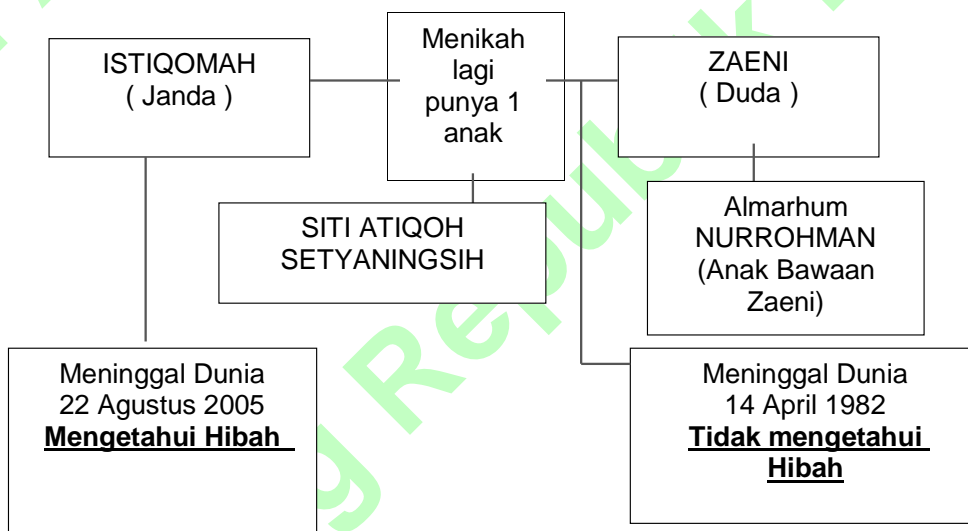 ISTIQOMAH
( Janda )
Menikah
lagi
punya 1
anak
ZAENI
( Duda )
SITI ATIQOH
SETYANINGSIH
Almarhum
NURROHMAN
(Anak Bawaan
Zaeni)
Meninggal Dunia
22 Agustus 2005
Mengetahui Hibah
Meninggal Dunia
14 April 1982
Tidak mengetahui
Hibah